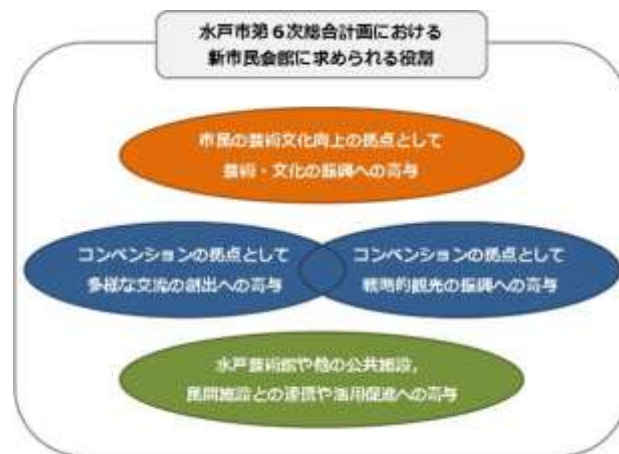 水戸市第6次総合計画における
新市民会館に求められる役割
市民の芸術文化向上の拠点として
芸術・文化の振興への寄与
コンベンションの拠点として
多様な交流の創出への寄与
コンベンションの拠点として
戦略的観光の振興への寄与
水戸芸術館や他の公共施設,
民間施設との連携や活用促進への寄与